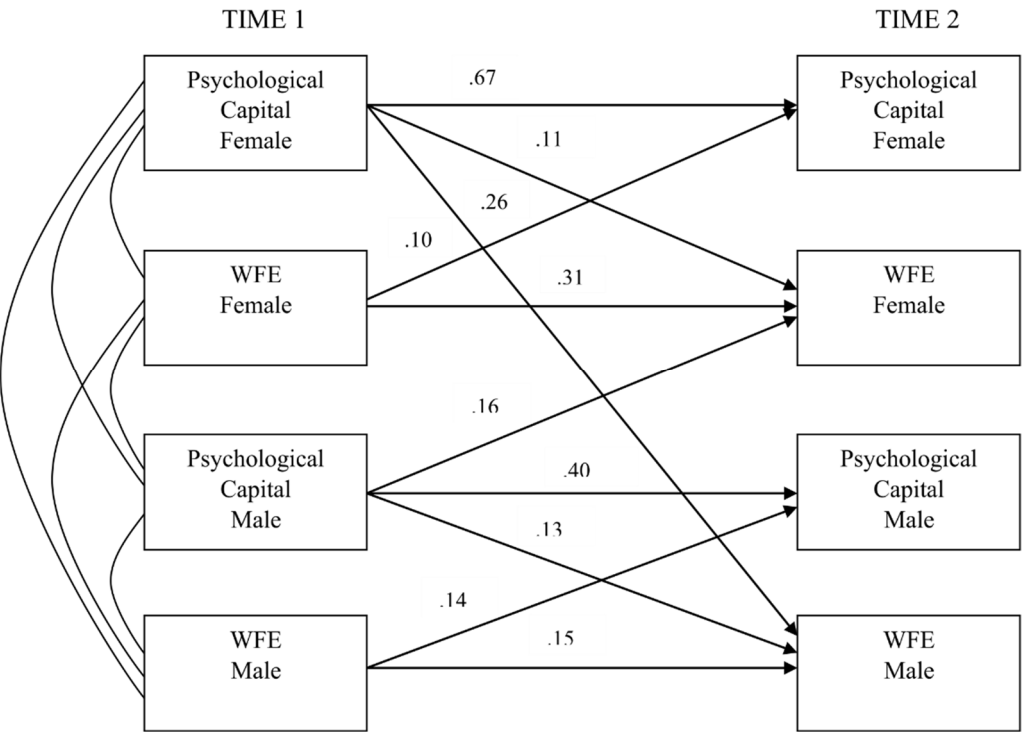 TIME 1
TIME 2
Psychological
Capital
Female
.67
Psychological
Capital
Female
.11
.26
.10
WFE
Female
.31
WFE
Female
.16
Psychological
Capital
Male
.40
Psychological
Capital
Male
.13
.14
WFE
Male
.15
WFE
Male